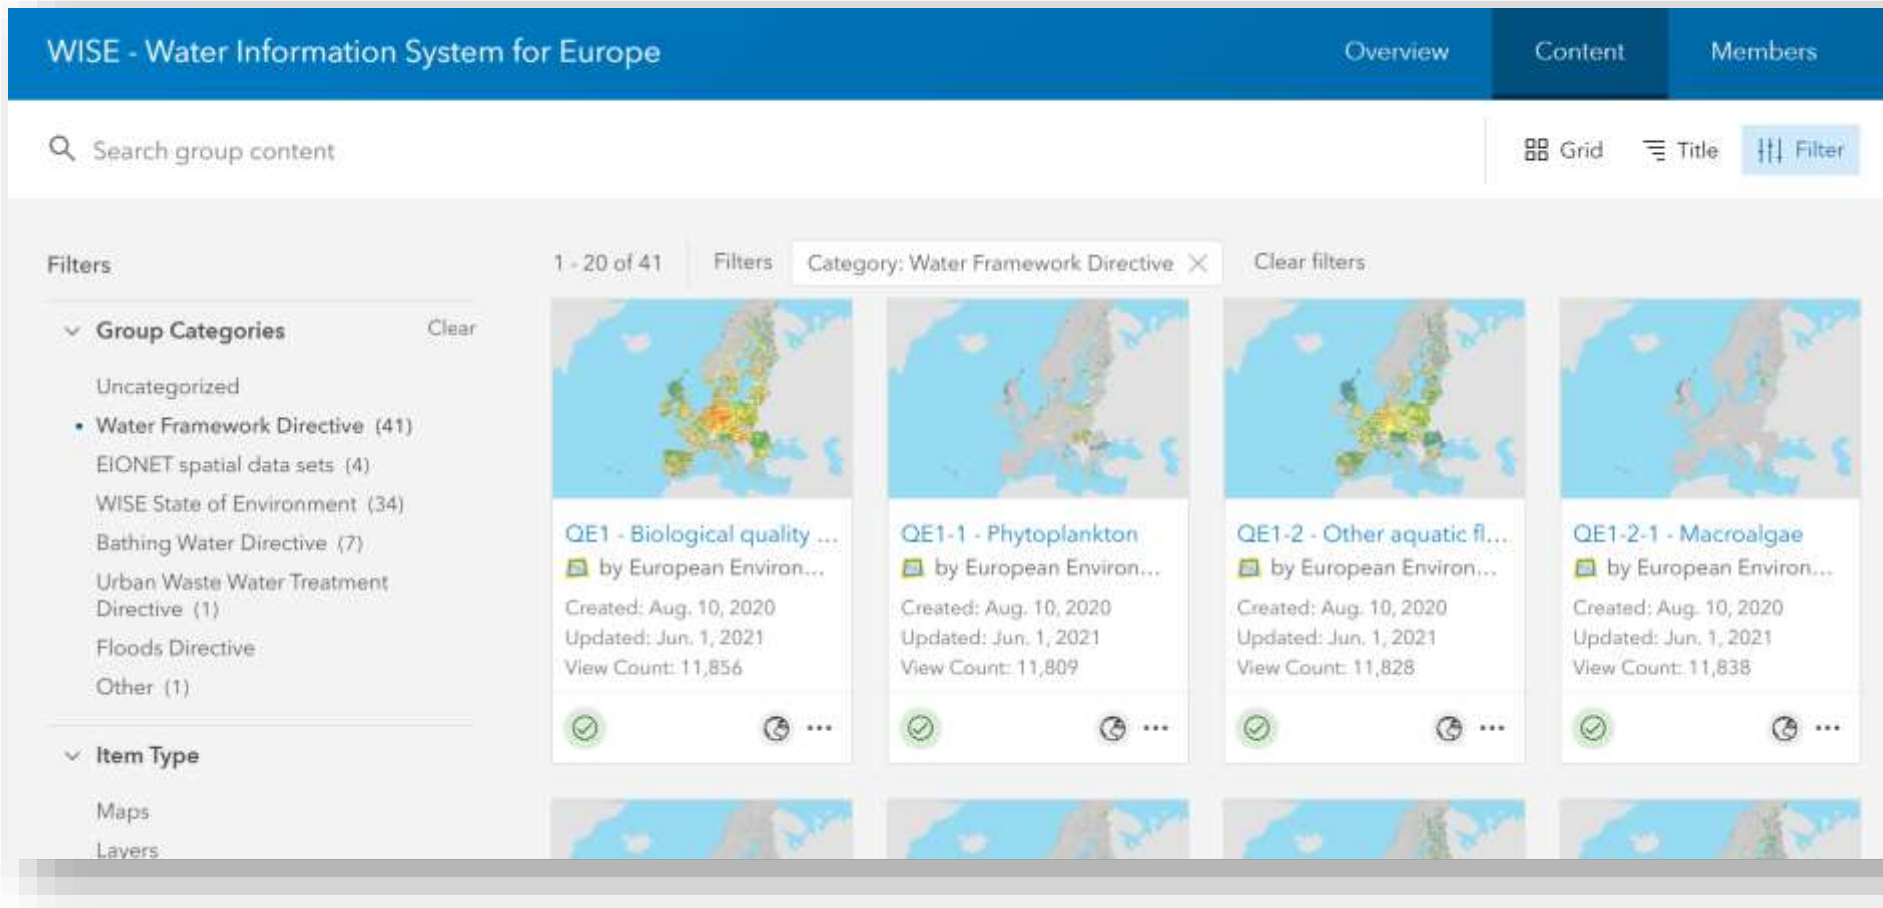 WISE - Water Information System for Europe
Overview
Content
Members
Search group content
Grid
Title
Filter
Filters
1 - 20 of 41
Filters
Category: Water Framework Directive
Clear filters
Group Categories
Clear
Uncategorized
Water Framework Directive (41)
EIONET spatial data sets (4)
WISE State of Environment (34)
Bathing Water Directive (7)
Urban Waste Water Treatment
Directive (1)
Floods Directive
Other (1)
Item Type
Maps
Layers
QE1 - Biological quality ...
by European Environ...
Created: Aug. 10, 2020
Updated: Jun. 1, 2021
View Count: 11,856
QE1-1 - Phytoplankton
by European Environ...
Created: Aug. 10, 2020
Updated: Jun. 1, 2021
View Count: 11,809
QE1-2 - Other aquatic fl...
by European Environ...
Created: Aug. 10, 2020
Updated: Jun. 1, 2021
View Count: 11,828
QE1-2-1 - Macroalgae
by European Environ...
Created: Aug. 10, 2020
Updated: Jun. 1, 2021
View Count: 11,838